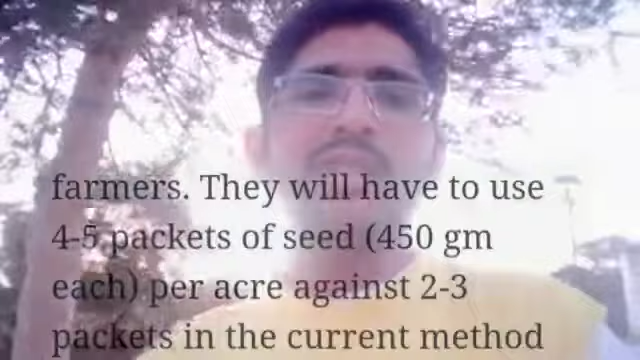 farmers. They will have to use
4-5 packets of seed (450 gm
each) per acre against 2-3
packets in the current method